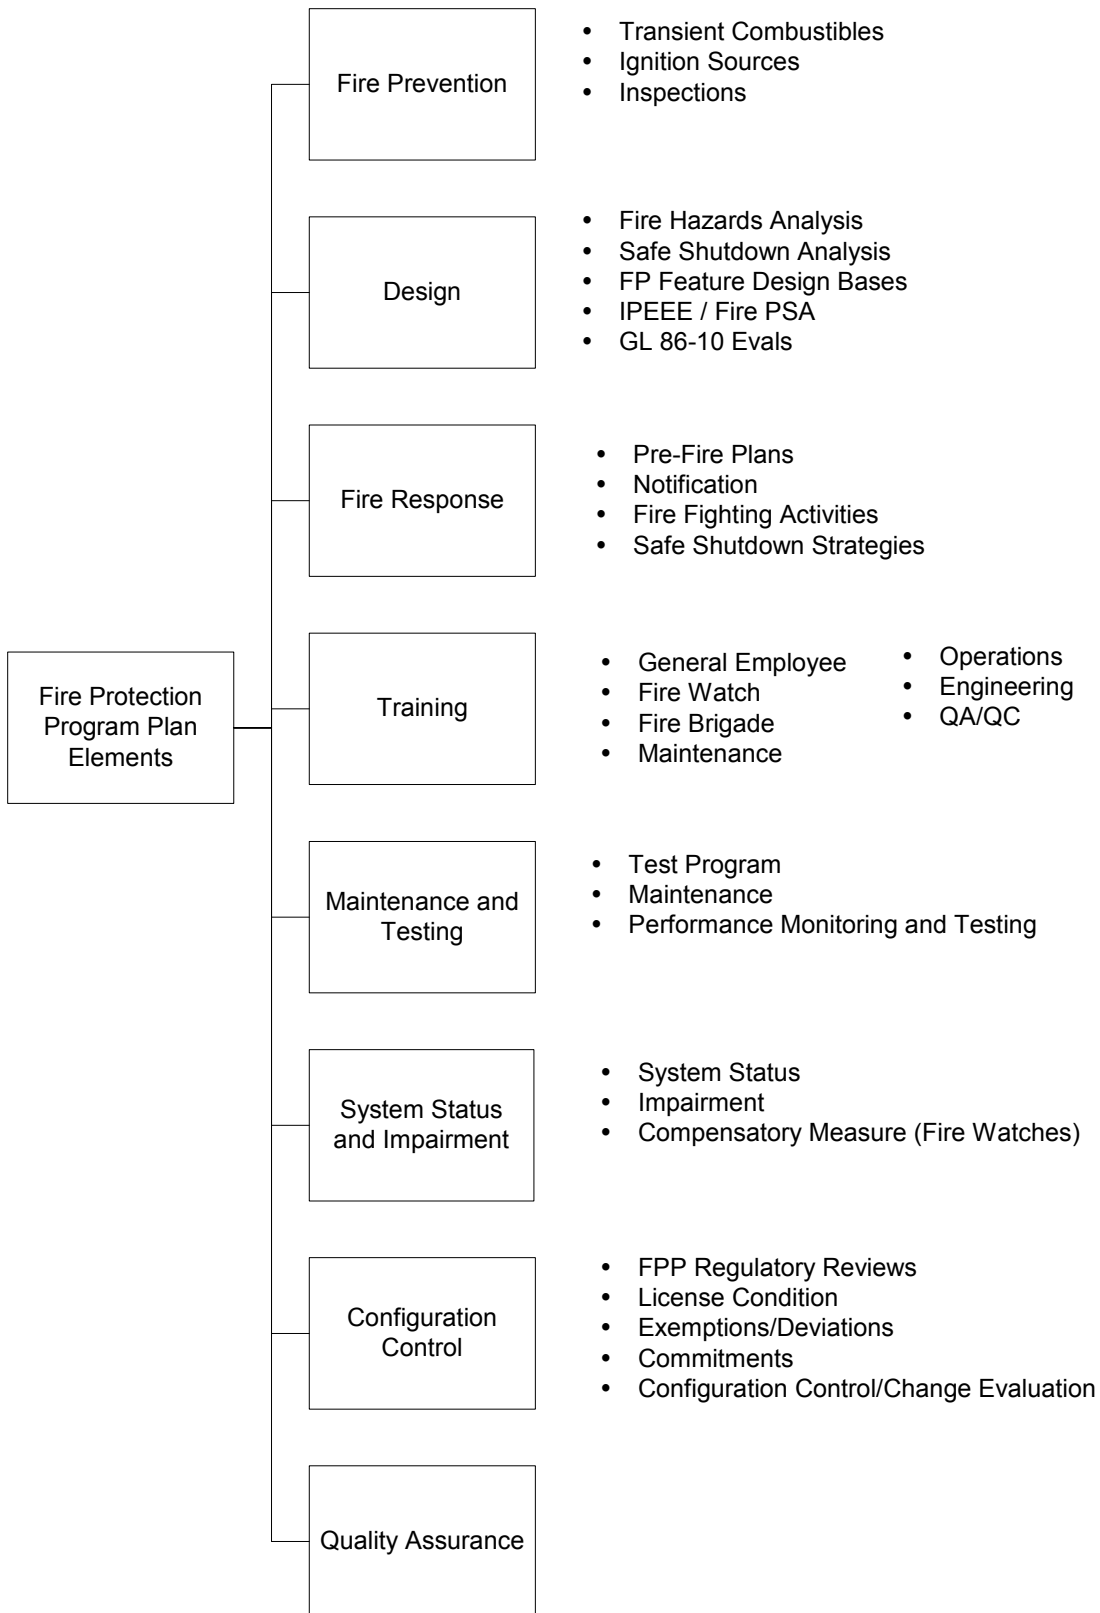 Fire Protection
Program Plan
Elements
Fire Prevention
• Transient Combustibles
• Ignition Sources
• Inspections
Design
• Fire Hazards Analysis
• Safe Shutdown Analysis
• FP Feature Design Bases
• IPEEE / Fire PSA
• GL 86-10 Evals
Fire Response
• Pre-Fire Plans
• Notification
• Fire Fighting Activities
• Safe Shutdown Strategies
Training
• General Employee
• Fire Watch
• Fire Brigade
• Maintenance
• Operations
• Engineering
• QA/QC
Maintenance and
Testing
• Test Program
• Maintenance
• Performance Monitoring and Testing
System Status
and Impairment
• System Status
• Impairment
• Compensatory Measure (Fire Watches)
Configuration
Control
• FPP Regulatory Reviews
• License Condition
• Exemptions/Deviations
• Commitments
• Configuration Control/Change Evaluation
Quality Assurance